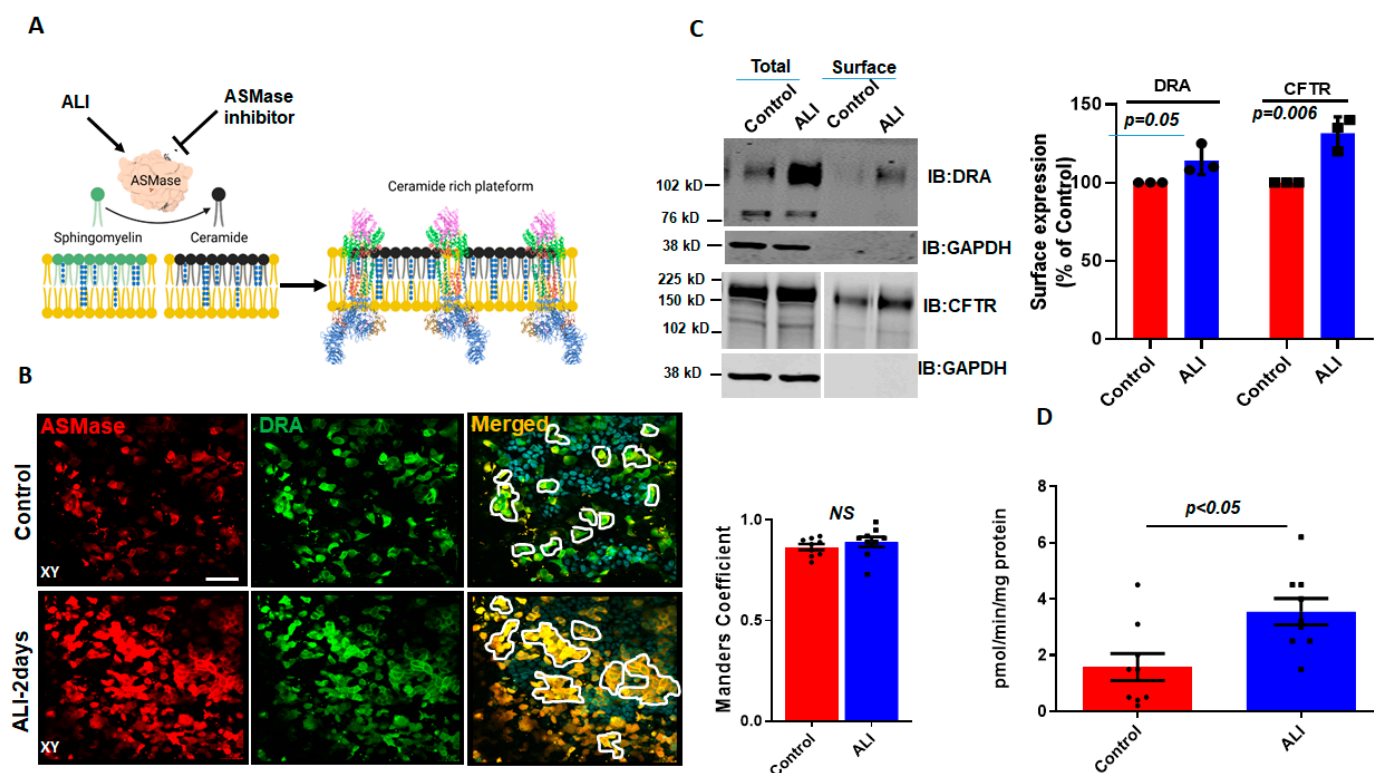 A
ALI
ASMase
inhibitor
ASMase
Sphingomyelin
Ceramide
Ceramide rich plateform
B
ASMase
DRA
Merged
Control
XY
ALI-2days
XY
Manders Coefficient
1.0
0.5
0.0
NS
Control
ALI
C
Total
Surface
Control
ALI
Control
ALI
102 kD
76 kD
IB:DRA
38 kD
IB:GAPDH
225 kD
150 kD
102 kD
IB:CFTR
38 kD
IB:GAPDH
Surface expression
(% of Control)
150
100
50
0
DRA
p=0.05
CFTR
p=0.006
Control
ALI
Control
ALI
D
pmol/min/mg protein
8
6
4
2
0
p<0.05
Control
ALI